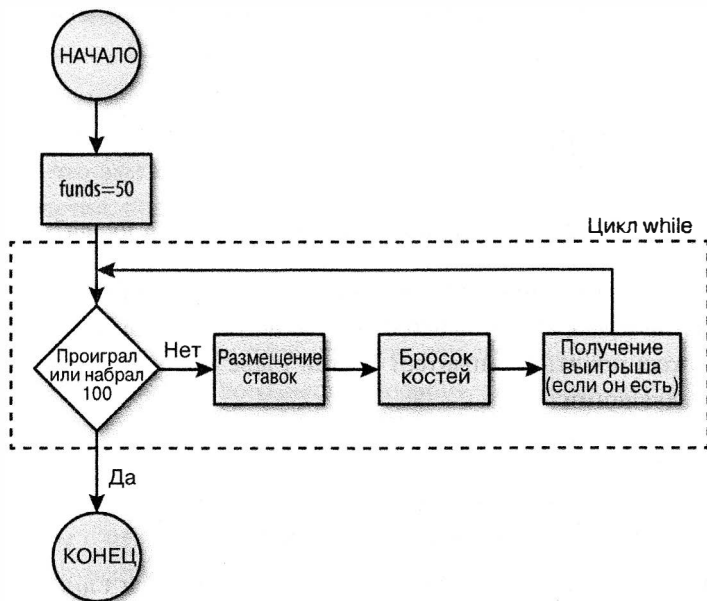 НАЧАЛО
funds=50
Цикл while
Проиграл
или набрал
100
Нет
Размещение
ставок
Бросок
костей
Получение
выигрыша
(если он есть)
Да
КОНЕЦ